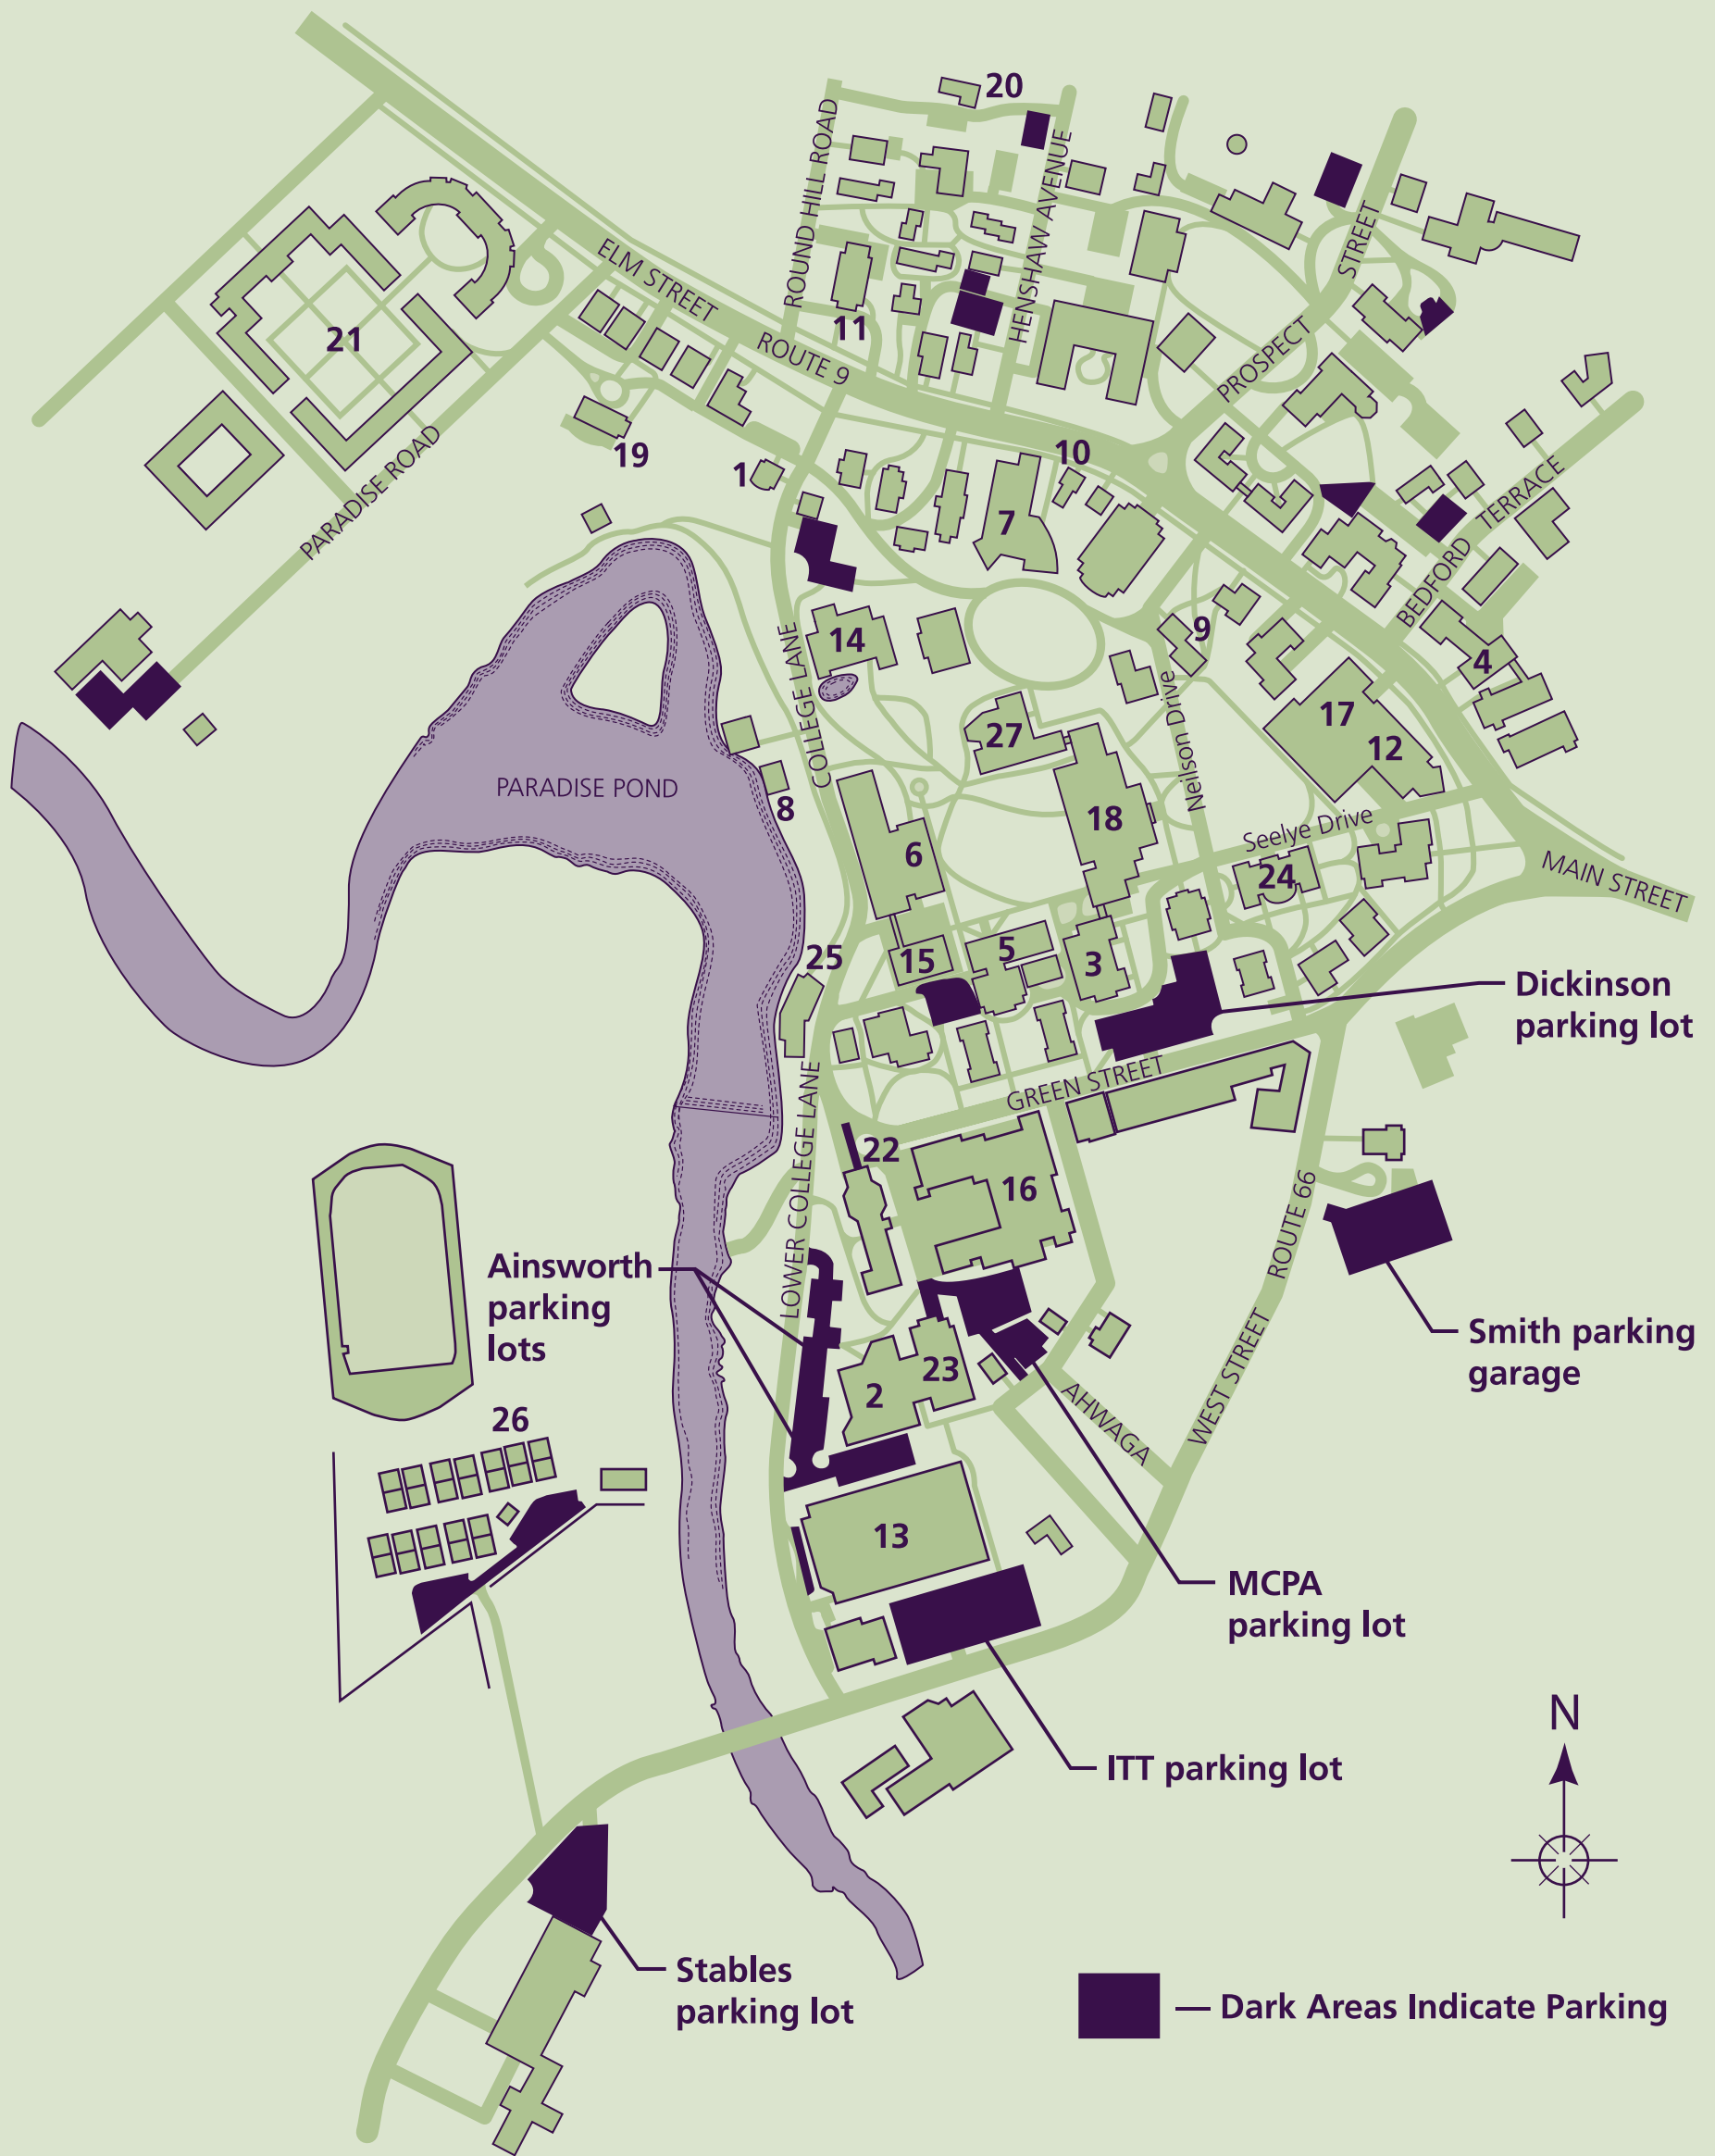 20
ROUND HILL ROAD
HENSHAW AVENUE
ELM STREET
STREET
21
11
ROUTE 9
PROSPECT
PARADISE ROAD
19
1
10
7
TERRACE
BEDFORD
14
9
4
COLLEGE LANE
Neilson Drive
27
17
12
PARADISE POND
8
18
6
Seelye Drive
24
MAIN STREET
25
15
5
3
Dickinson
parking lot
GREEN STREET
LOWER COLLEGE LANE
22
16
ROUTE 66
Ainsworth
parking
lots
Smith parking
garage
23
2
WEST STREET
AHWAGA
26
13
MCPA
parking lot
N
ITT parking lot
Stables
parking lot
Dark Areas Indicate Parking